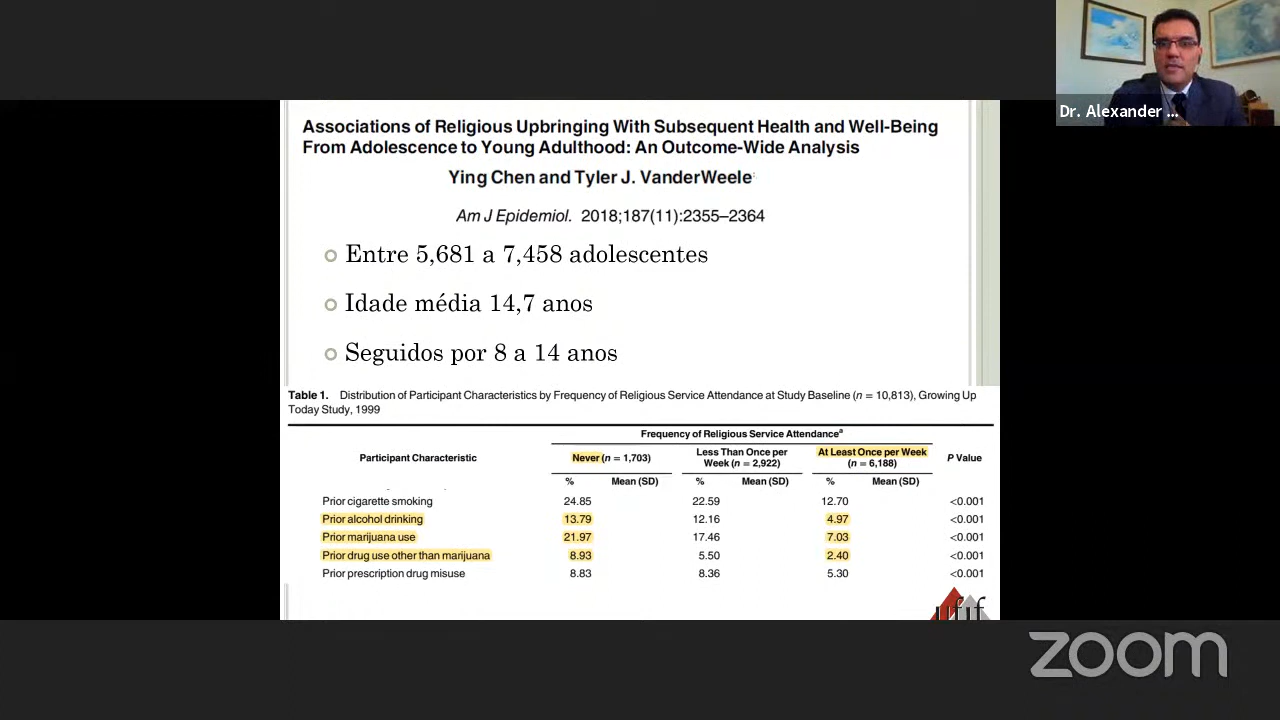 Dr. Alexander ...
Associations of Religious Upbringing With Subsequent Health and Well-Being
From Adolescence to Young Adulthood: An Outcome-Wide Analysis
Ying Chen and Tyler J. VanderWeele
Am J Epidemiol. 2018;187(11):2355–2364
Entre 5,681 a 7,458 adolescentes
Idade média 14,7 anos
Seguidos por 8 a 14 anos
Table 1. Distribution of Participant Characteristics by Frequency of Religious Service Attendance at Study Baseline (n = 10,813), Growing Up
Today Study, 1999
Frequency of Religious Service Attendanceᵃ
Participant Characteristic Never (n = 1,703) Less Than Once per Week (n = 2,922) At Least Once per Week (n = 6,188) P Value
% Mean (SD) % Mean (SD) % Mean (SD)
Prior cigarette smoking 24.85 22.59 12.70 <0.001
Prior alcohol drinking 13.79 12.16 4.97 <0.001
Prior marijuana use 21.97 17.46 7.03 <0.001
Prior drug use other than marijuana 8.93 5.50 2.40 <0.001
Prior prescription drug misuse 8.83 8.36 5.30 <0.001
zoom